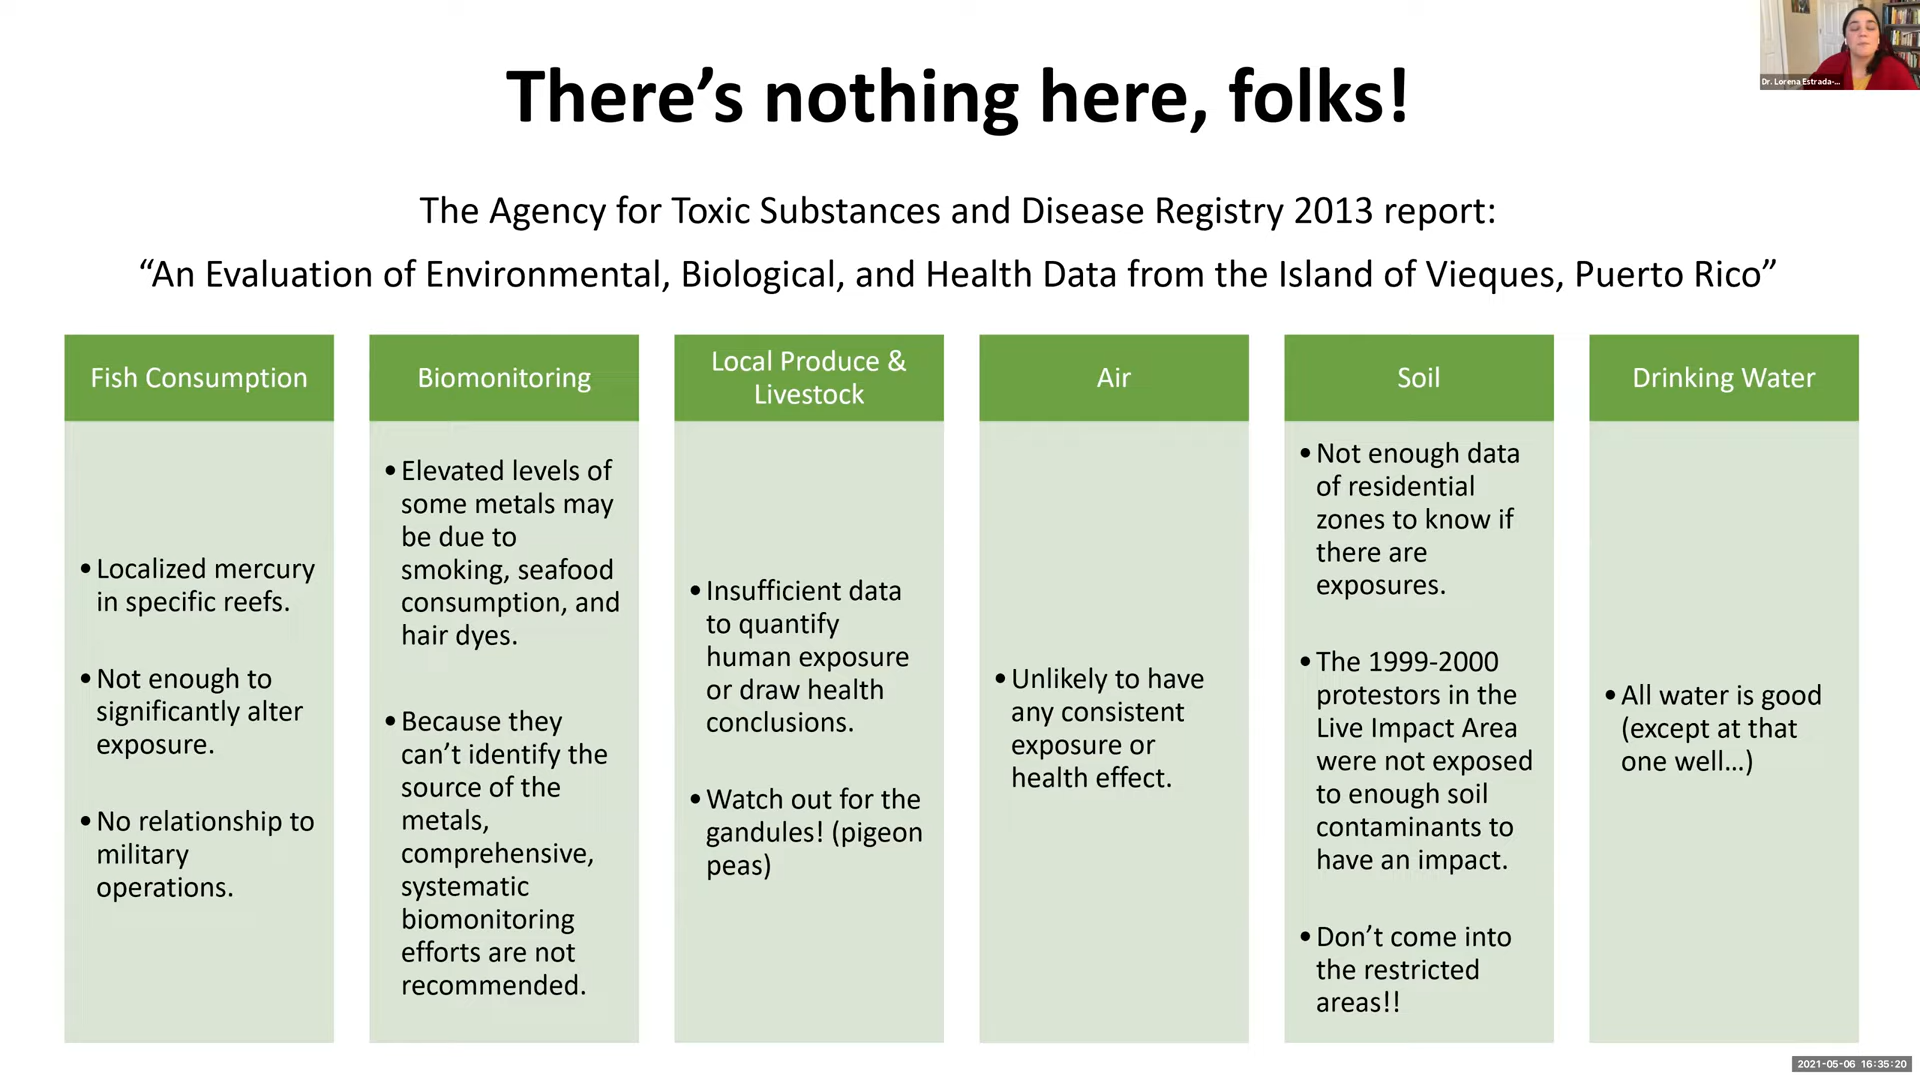 There's nothing here, folks!
Dr. Lorena Estrada-...
The Agency for Toxic Substances and Disease Registry 2013 report:
“An Evaluation of Environmental, Biological, and Health Data from the Island of Vieques, Puerto Rico”
Fish Consumption
•Localized mercury
in specific reefs.
•Not enough to
significantly alter
exposure.
•No relationship to
military
operations.
Biomonitoring
•Elevated levels of
some metals may
be due to
smoking, seafood
consumption, and
hair dyes.
•Because they
can't identify the
source of the
metals,
comprehensive,
systematic
biomonitoring
efforts are not
recommended.
Local Produce &
Livestock
•Insufficient data
to quantify
human exposure
or draw health
conclusions.
•Watch out for the
gandules! (pigeon
peas)
Air
•Unlikely to have
any consistent
exposure or
health effect.
Soil
•Not enough data
of residential
zones to know if
there are
exposures.
•The 1999-2000
protestors in the
Live Impact Area
were not exposed
to enough soil
contaminants to
have an impact.
•Don't come into
the restricted
areas!!
Drinking Water
•All water is good
(except at that
one well...)
2021-05-06 16:35:20